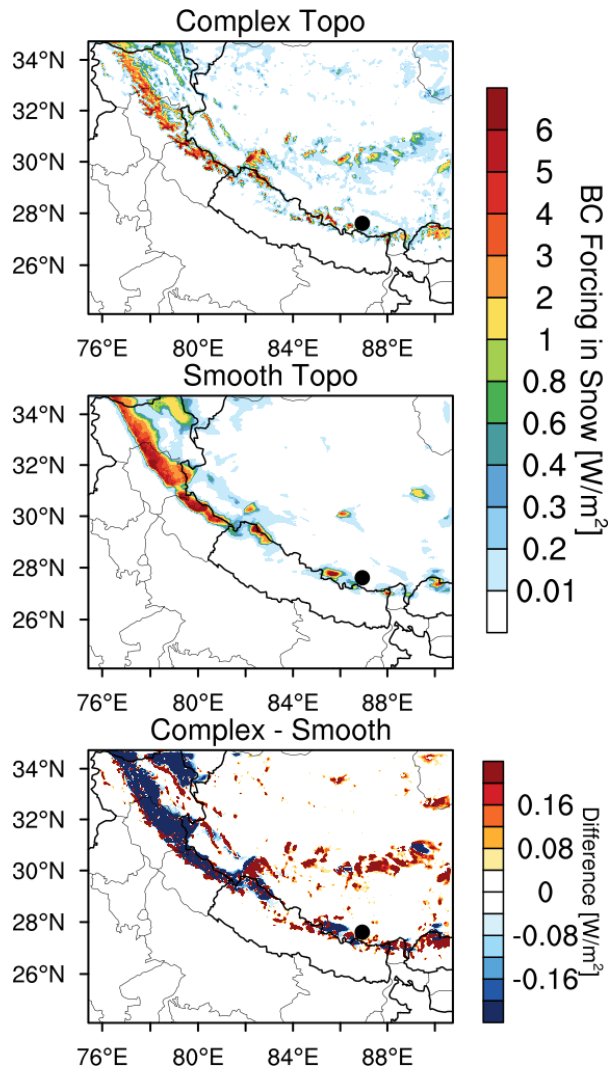 Complex Topo
34°N
32°N
30°N
28°N
26°N
76°E 80°E 84°E 88°E
Smooth Topo
34°N
32°N
30°N
28°N
26°N
76°E 80°E 84°E 88°E
Complex - Smooth
34°N
32°N
30°N
28°N
26°N
76°E 80°E 84°E 88°E
6
5
4
3
2
1
0.8
0.6
0.4
0.3
0.2
0.01
BC Forcing in Snow [W/m²]
0.16
0.08
0
-0.08
-0.16
Difference [W/m²]